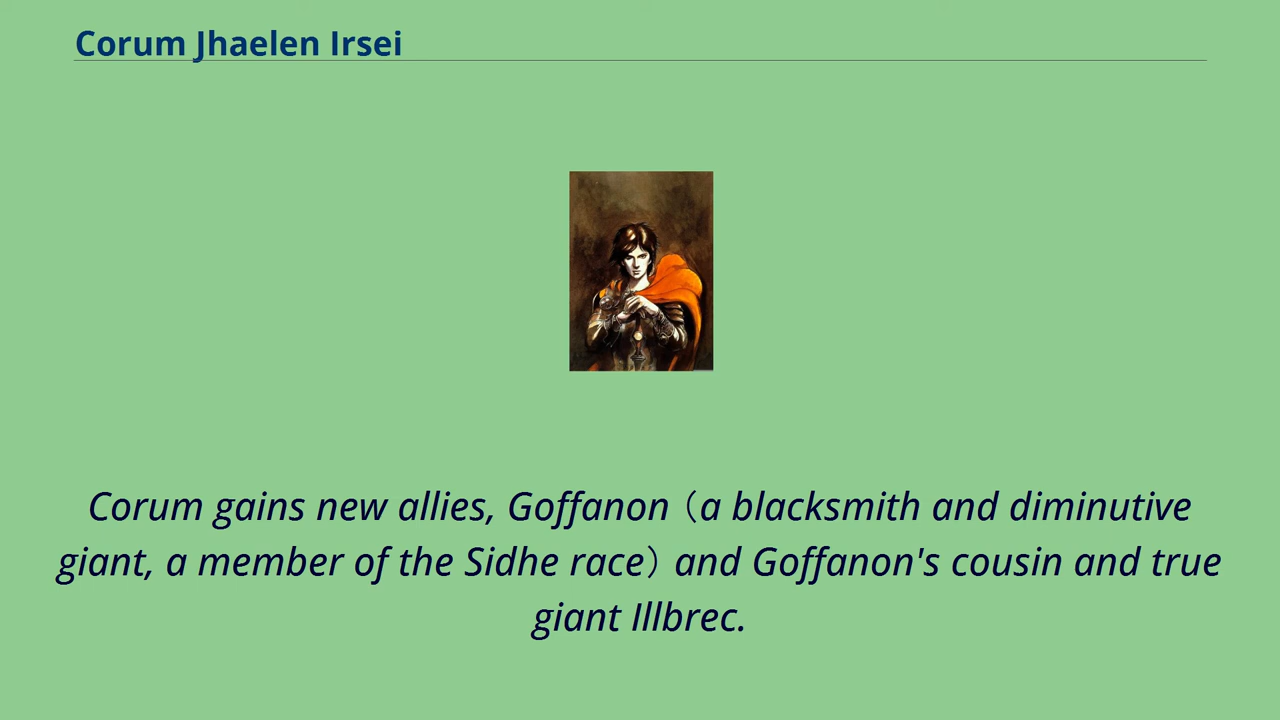 Corum Jhaelen Irsei
Corum gains new allies, Goffanon（a blacksmith and diminutive
giant, a member of the Sidhe race）and Goffanon's cousin and true
giant Illbrec.